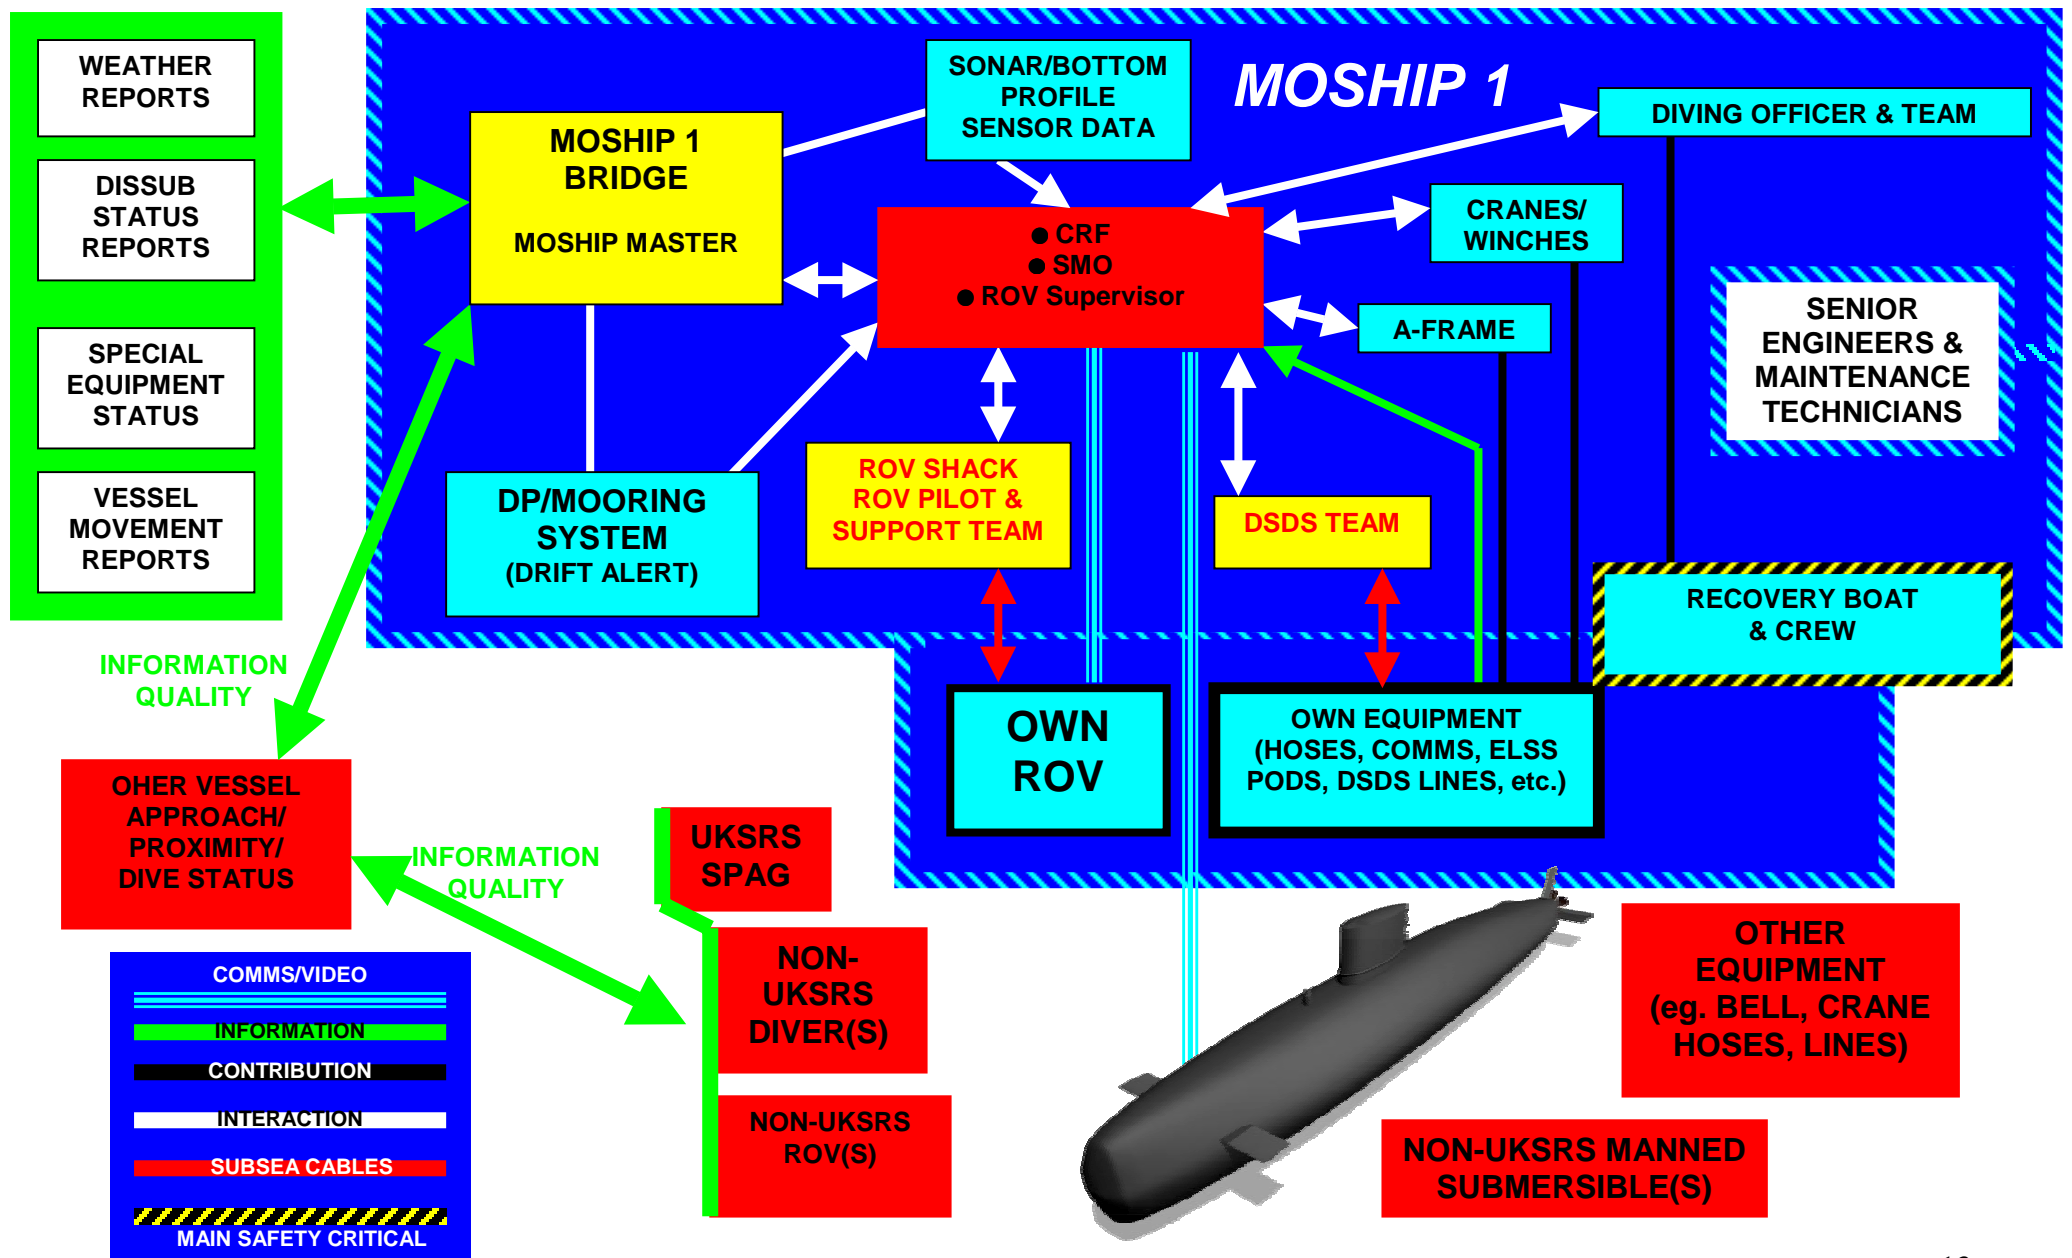 WEATHER
REPORTS
DISSUB
STATUS
REPORTS
SPECIAL
EQUIPMENT
STATUS
VESSEL
MOVEMENT
REPORTS
MOSHIP 1
MOSHIP 1
BRIDGE
MOSHIP MASTER
SONAR/BOTTOM
PROFILE
SENSOR DATA
DIVING OFFICER & TEAM
● CRF
● SMO
● ROV Supervisor
CRANES/
WINCHES
A-FRAME
SENIOR
ENGINEERS &
MAINTENANCE
TECHNICIANS
DP/MOORING
SYSTEM
(DRIFT ALERT)
ROV SHACK
ROV PILOT &
SUPPORT TEAM
DSDS TEAM
RECOVERY BOAT
& CREW
OWN
ROV
OWN EQUIPMENT
(HOSES, COMMS, ELSS
PODS, DSDS LINES, etc.)
INFORMATION
QUALITY
OHER VESSEL
APPROACH/
PROXIMITY/
DIVE STATUS
INFORMATION
QUALITY
UKSRS
SPAG
NON-
UKSRS
DIVER(S)
NON-UKSRS
ROV(S)
OTHER
EQUIPMENT
(eg. BELL, CRANE
HOSES, LINES)
NON-UKSRS MANNED
SUBMERSIBLE(S)
COMMS/VIDEO
INFORMATION
CONTRIBUTION
INTERACTION
SUBSEA CABLES
MAIN SAFETY CRITICAL